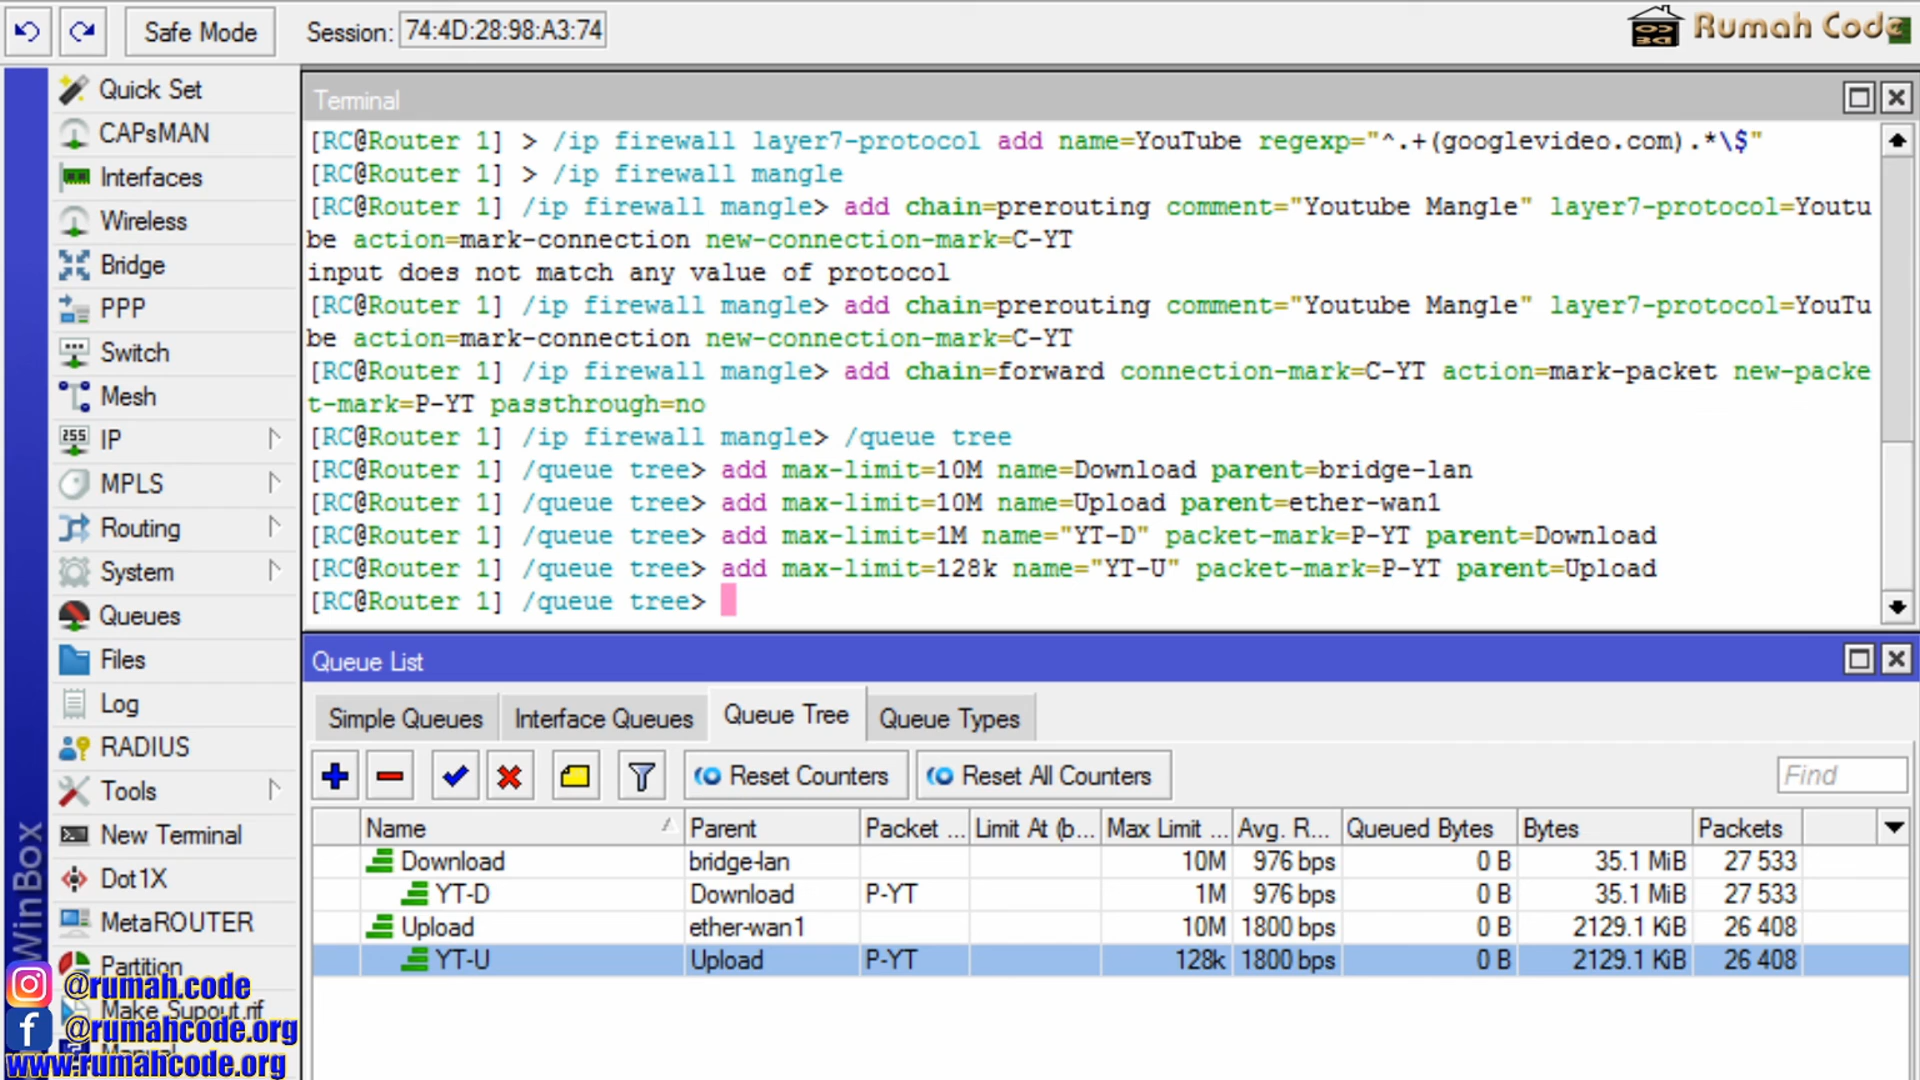 Safe Mode
Session: 74:4D:28:98:A3:74
Rumah Code
Quick Set
CAPsMAN
Interfaces
Wireless
Bridge
PPP
Switch
Mesh
IP
MPLS
Routing
System
Queues
Files
Log
RADIUS
Tools
New Terminal
Dot1X
MetaROUTER
Partition
Make Supout.rif
Manual
WinBox
@rumah.code
@rumahcode.org
www.rumahcode.org
Terminal
[RC@Router 1] > /ip firewall layer7-protocol add name=YouTube regexp="^.+(googlevideo.com).*\$"
[RC@Router 1] > /ip firewall mangle
[RC@Router 1] /ip firewall mangle> add chain=prerouting comment="Youtube Mangle" layer7-protocol=Youtu
be action=mark-connection new-connection-mark=C-YT
input does not match any value of protocol
[RC@Router 1] /ip firewall mangle> add chain=prerouting comment="Youtube Mangle" layer7-protocol=YouTu
be action=mark-connection new-connection-mark=C-YT
[RC@Router 1] /ip firewall mangle> add chain=forward connection-mark=C-YT action=mark-packet new-packe
t-mark=P-YT passthrough=no
[RC@Router 1] /ip firewall mangle> /queue tree
[RC@Router 1] /queue tree> add max-limit=10M name=Download parent=bridge-lan
[RC@Router 1] /queue tree> add max-limit=10M name=Upload parent=ether-wan1
[RC@Router 1] /queue tree> add max-limit=1M name="YT-D" packet-mark=P-YT parent=Download
[RC@Router 1] /queue tree> add max-limit=128k name="YT-U" packet-mark=P-YT parent=Upload
[RC@Router 1] /queue tree>
Queue List
Simple Queues Interface Queues Queue Tree Queue Types
Reset Counters Reset All Counters Find
Name Parent Packet ... Limit At (b... Max Limit ... Avg. R... Queued Bytes Bytes Packets
Download bridge-lan 10M 976 bps 0 B 35.1 MiB 27 533
YT-D Download P-YT 1M 976 bps 0 B 35.1 MiB 27 533
Upload ether-wan1 10M 1800 bps 0 B 2129.1 KiB 26 408
YT-U Upload P-YT 128k 1800 bps 0 B 2129.1 KiB 26 408